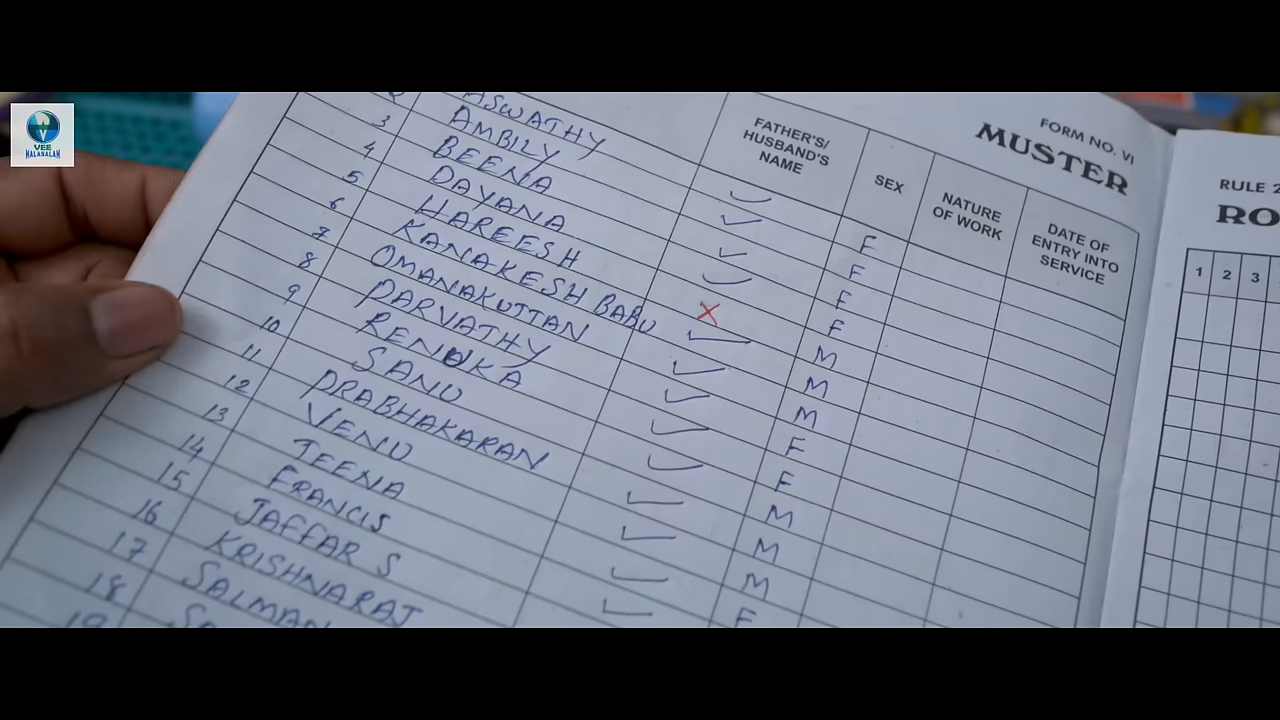 VEE
MALAYALAM
FORM NO. VI
MUSTER
RULE 2
RO
FATHER'S/
HUSBAND'S
NAME
SEX
NATURE
OF WORK
DATE OF
ENTRY INTO
SERVICE
1 2 3
2 ASWATHY ✓ F
3 AMBILY ✓ F
4 BEENA ✓ F
5 DAYANA ✓ F
6 HAREESH X M
7 KANAKESH BABU ✓ M
8 OMANAKUTTAN ✓ M
9 PARVATHY ✓ F
10 RENUKA ✓ F
11 SANU ✓ M
12 PRABHAKARAN ✓ M
13 VENU ✓ M
14 TEENA ✓ F
15 FRANCIS ✓
16 JAFFAR S
17 KRISHNARAJ
18 SALMAN
19